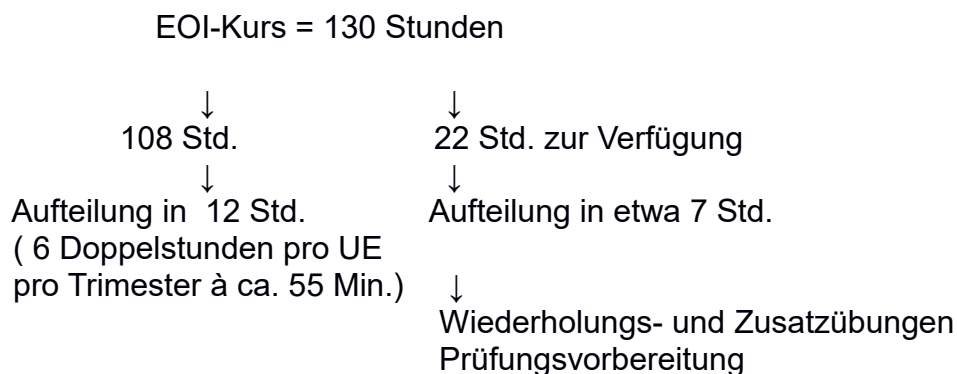 EOI-Kurs = 130 Stunden
↓ ↓
108 Std. 22 Std. zur Verfügung
↓ ↓
Aufteilung in 12 Std. Aufteilung in etwa 7 Std.
( 6 Doppelstunden pro UE
pro Trimester à ca. 55 Min.) ↓
Wiederholungs- und Zusatzübungen
Prüfungsvorbereitung